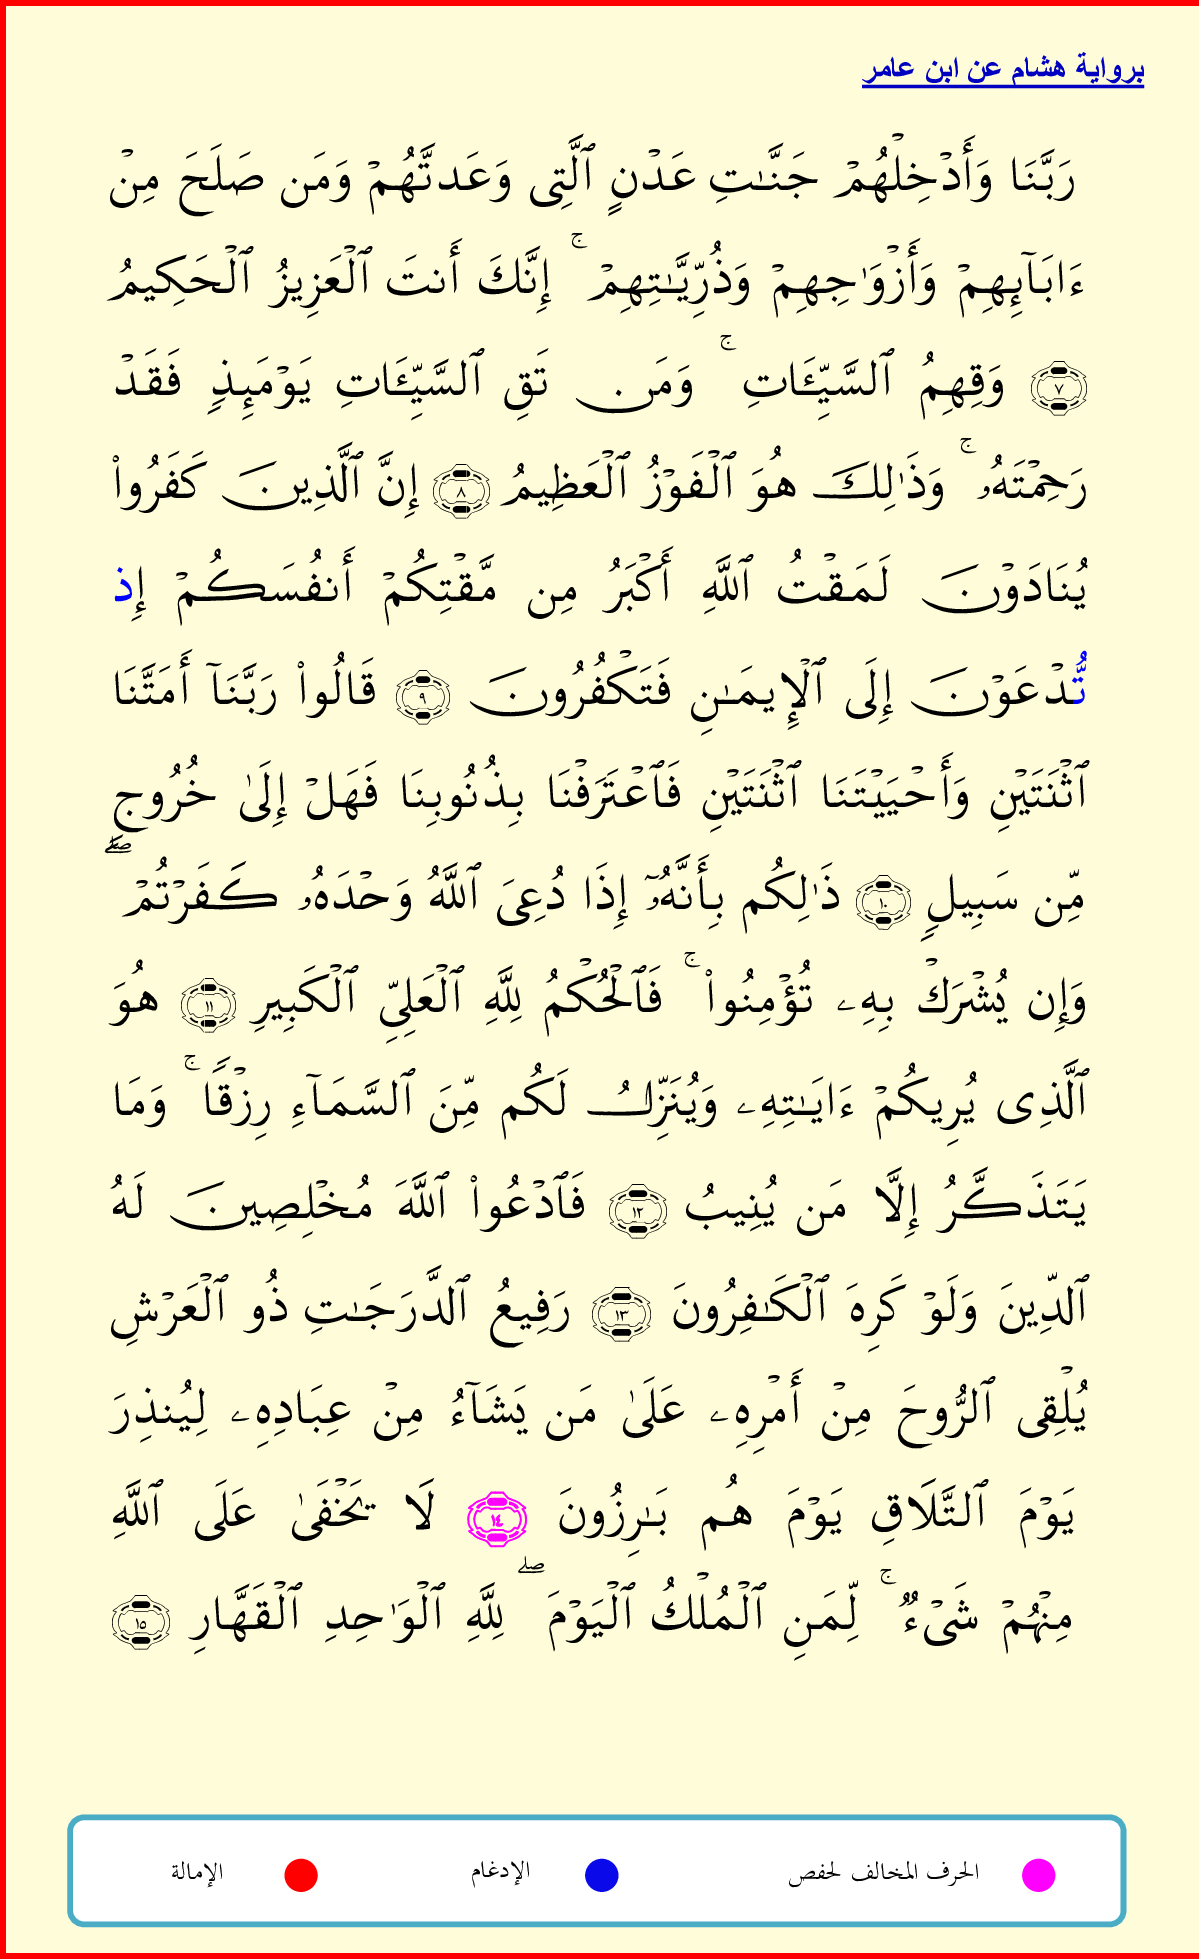 برواية هشام عن ابن عامر
رَبَّنَا وَأَدۡخِلۡهُمۡ جَنَّـٰتِ عَدۡنٍ ٱلَّتِى وَعَدتَّهُمۡ وَمَن صَلَحَ مِنۡ
ءَابَآئِهِمۡ وَأَزۡوَٰجِهِمۡ وَذُرِّيَّـٰتِهِمۡ ۚ إِنَّكَ أَنتَ ٱلۡعَزِيزُ ٱلۡحَكِيمُ
٧ وَقِهِمُ ٱلسَّيِّـَٔاتِ ۚ وَمَن تَقِ ٱلسَّيِّـَٔاتِ يَوۡمَئِذٍ فَقَدۡ
رَحِمۡتَهُۥ ۚ وَذَٰلِكَ هُوَ ٱلۡفَوۡزُ ٱلۡعَظِيمُ ٨ إِنَّ ٱلَّذِينَ كَفَرُوا۟
يُنَادَوۡنَ لَمَقۡتُ ٱللَّهِ أَكۡبَرُ مِن مَّقۡتِكُمۡ أَنفُسَكُمۡ إِذ
تُّدۡعَوۡنَ إِلَى ٱلۡإِيمَـٰنِ فَتَكۡفُرُونَ ٩ قَالُوا۟ رَبَّنَآ أَمَتَّنَا
ٱثۡنَتَيۡنِ وَأَحۡيَيۡتَنَا ٱثۡنَتَيۡنِ فَٱعۡتَرَفۡنَا بِذُنُوبِنَا فَهَلۡ إِلَىٰ خُرُوجٍ
مِّن سَبِيلٍ ١٠ ذَٰلِكُم بِأَنَّهُۥٓ إِذَا دُعِىَ ٱللَّهُ وَحۡدَهُۥ كَفَرۡتُمۡ ۖ
وَإِن يُشۡرَكۡ بِهِۦ تُؤۡمِنُوا۟ ۚ فَٱلۡحُكۡمُ لِلَّهِ ٱلۡعَلِىِّ ٱلۡكَبِيرِ ١١ هُوَ
ٱلَّذِى يُرِيكُمۡ ءَايَـٰتِهِۦ وَيُنَزِّلُ لَكُم مِّنَ ٱلسَّمَآءِ رِزۡقًا ۚ وَمَا
يَتَذَكَّرُ إِلَّا مَن يُنِيبُ ١٢ فَٱدۡعُوا۟ ٱللَّهَ مُخۡلِصِينَ لَهُ
ٱلدِّينَ وَلَوۡ كَرِهَ ٱلۡكَـٰفِرُونَ ١٣ رَفِيعُ ٱلدَّرَجَـٰتِ ذُو ٱلۡعَرۡشِ
يُلۡقِى ٱلرُّوحَ مِنۡ أَمۡرِهِۦ عَلَىٰ مَن يَشَآءُ مِنۡ عِبَادِهِۦ لِيُنذِرَ
يَوۡمَ ٱلتَّلَاقِ يَوۡمَ هُم بَـٰرِزُونَ ١٤ لَا يَخۡفَىٰ عَلَى ٱللَّهِ
مِنۡهُمۡ شَىۡءٌ ۚ لِّمَنِ ٱلۡمُلۡكُ ٱلۡيَوۡمَ ۖ لِلَّهِ ٱلۡوَٰحِدِ ٱلۡقَهَّارِ ١٥
الحرف المخالف لحفص الإدغام الإمالة